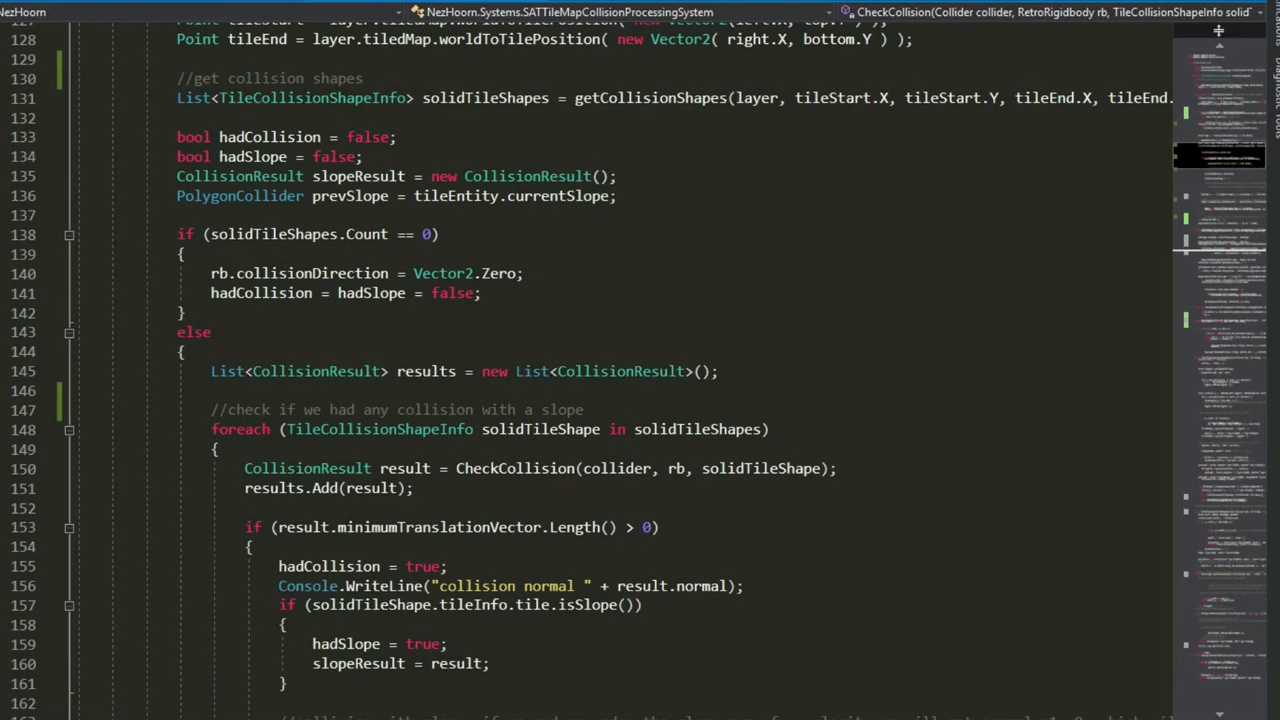 NezHoorn
NezHoorn.Systems.SATTileMapCollisionProcessingSystem
CheckCollision(Collider collider, RetroRigidbody rb, TileCollisionShapeInfo solidT
128 Point tileEnd = layer.tiledMap.worldToTilePosition( new Vector2( right.X, bottom.Y ) );
129
130 //get collision shapes
131 List<TileCollisionShapeInfo> solidTileShapes = getCollisionShapes(layer, tileStart.X, tileStart.Y, tileEnd.X, tileEnd.
132
133 bool hadCollision = false;
134 bool hadSlope = false;
135 CollisionResult slopeResult = new CollisionResult();
136 PolygonCollider prevSlope = tileEntity.currentSlope;
137
138 if (solidTileShapes.Count == 0)
139 {
140 rb.collisionDirection = Vector2.Zero;
141 hadCollision = hadSlope = false;
142 }
143 else
144 {
145 List<CollisionResult> results = new List<CollisionResult>();
146
147 //check if we had any collision with a slope
148 foreach (TileCollisionShapeInfo solidTileShape in solidTileShapes)
149 {
150 CollisionResult result = CheckCollision(collider, rb, solidTileShape);
151 results.Add(result);
152
153 if (result.minimumTranslationVector.Length() > 0)
154 {
155 hadCollision = true;
156 Console.WriteLine("collision normal " + result.normal);
157 if (solidTileShape.tileInfo.tile.isSlope())
158 {
159 hadSlope = true;
160 slopeResult = result;
161 }
162